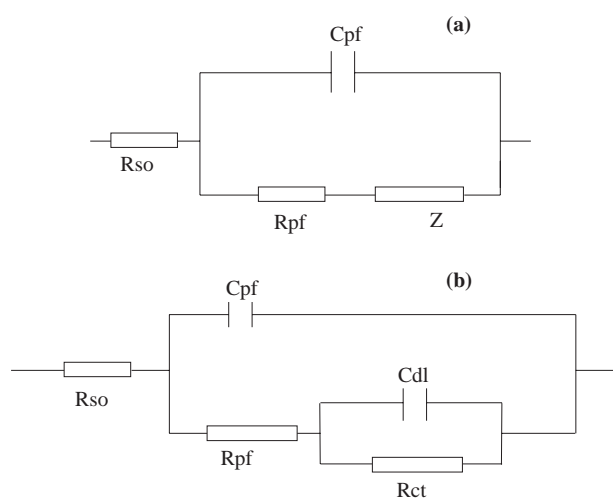 (a)
Cpf
Rso
Rpf
Z
(b)
Cpf
Cdl
Rso
Rpf
Rct